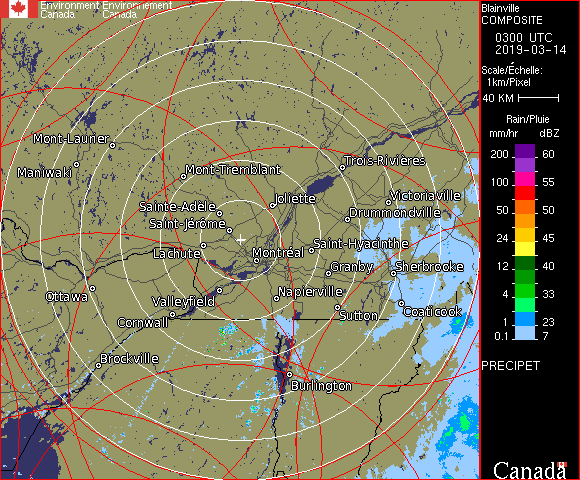 Environment Environnement
Canada Canada
Blainville
COMPOSITE
0300 UTC
2019-03-14
Scale/Échelle:
1km/Pixel
40 KM
Rain/Pluie
mm/hr dBZ
200 60
100 55
50 50
24 45
12 40
4 33
1 23
0.1 7
PRECIPET
Mont-Laurier
Maniwaki
Mont-Tremblant
Trois-Rivières
Joliette
Victoriaville
Sainte-Adèle
Drummondville
Saint-Jérôme
Lachute
Montréal
Saint-Hyacinthe
Granby
Sherbrooke
Ottawa
Valleyfield
Napierville
Cornwall
Sutton
Coaticook
Brockville
Burlington
Canada